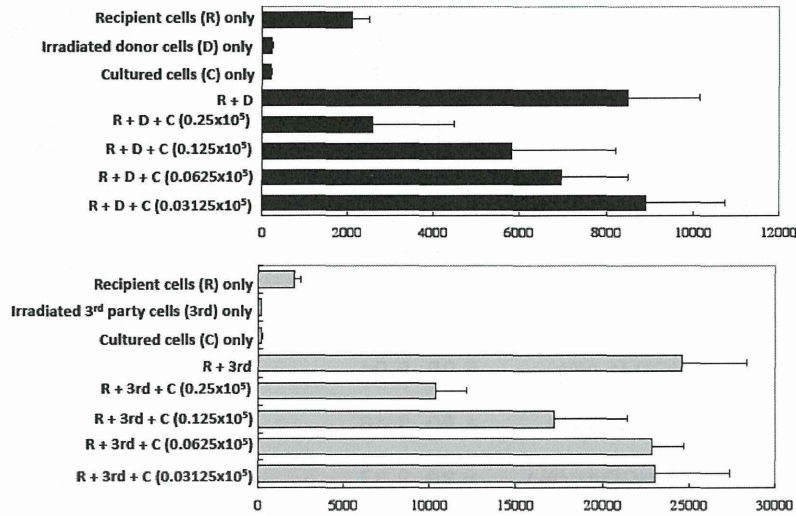 Recipient cells (R) only
Irradiated donor cells (D) only
Cultured cells (C) only
R + D
R + D + C (0.25x10⁵)
R + D + C (0.125x10⁵)
R + D + C (0.0625x10⁵)
R + D + C (0.03125x10⁵)
0 2000 4000 6000 8000 10000 12000
Recipient cells (R) only
Irradiated 3rd party cells (3rd) only
Cultured cells (C) only
R + 3rd
R + 3rd + C (0.25x10⁵)
R + 3rd + C (0.125x10⁵)
R + 3rd + C (0.0625x10⁵)
R + 3rd + C (0.03125x10⁵)
0 5000 10000 15000 20000 25000 30000